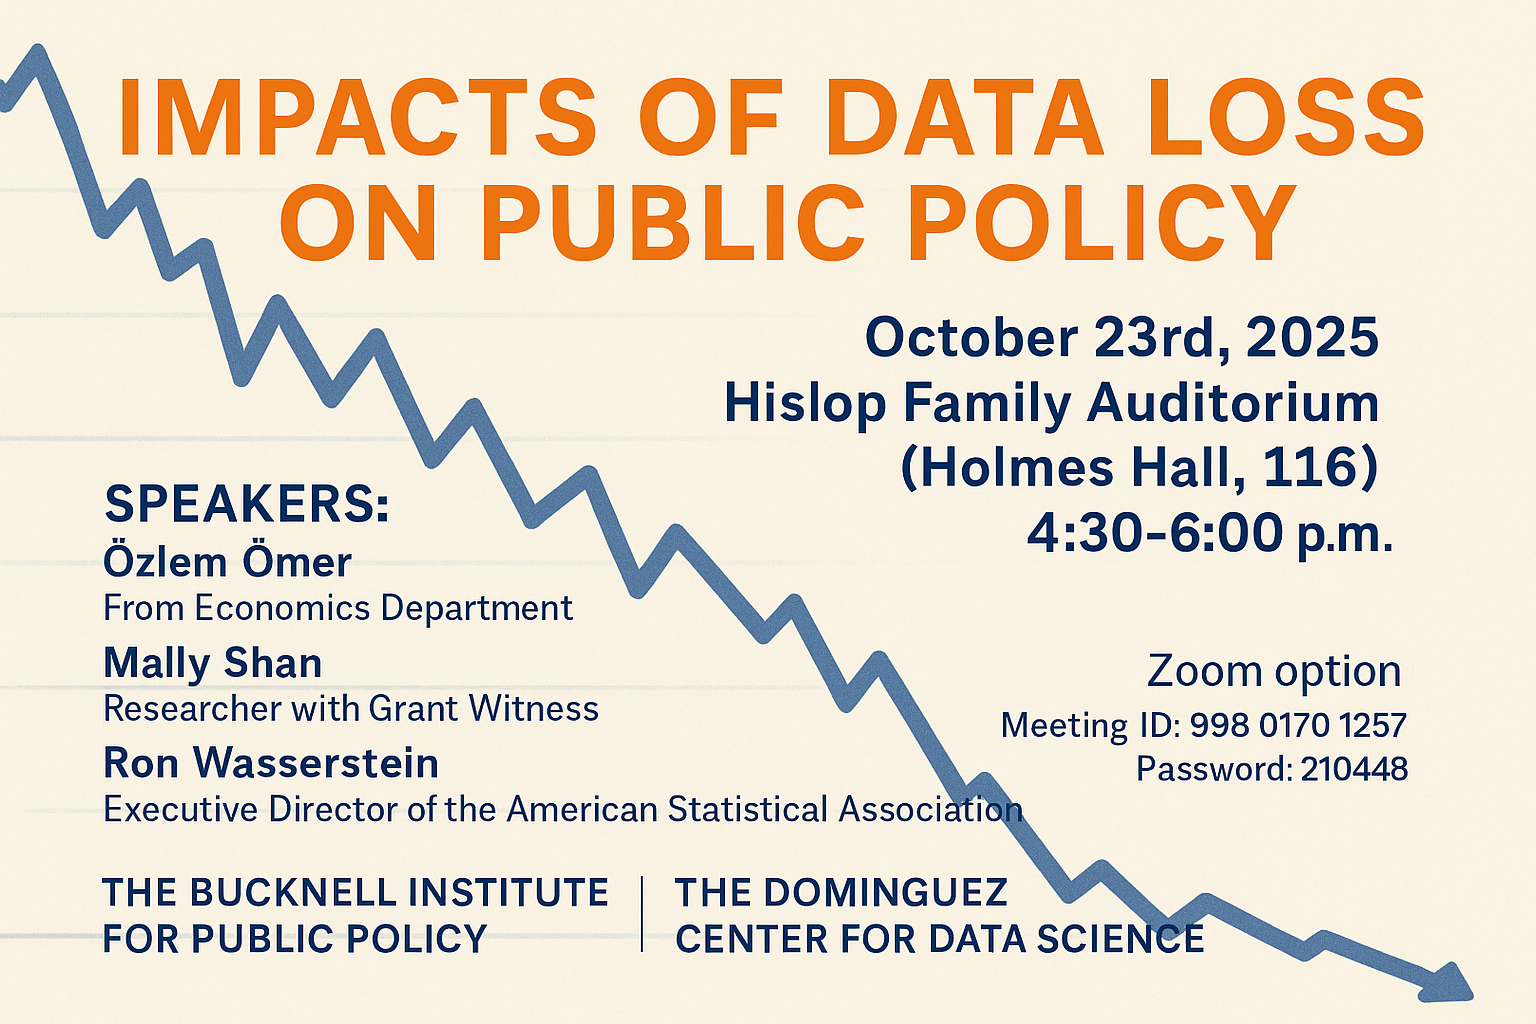 IMPACTS OF DATA LOSS
ON PUBLIC POLICY
October 23rd, 2025
Hislop Family Auditorium
(Holmes Hall, 116)
4:30–6:00 p.m.
SPEAKERS:
Özlem Ömer
From Economics Department
Mally Shan
Researcher with Grant Witness
Ron Wasserstein
Executive Director of the American Statistical Association
Zoom option
Meeting ID: 998 0170 1257
Password: 210448
THE BUCKNELL INSTITUTE
FOR PUBLIC POLICY
THE DOMINGUEZ
CENTER FOR DATA SCIENCE